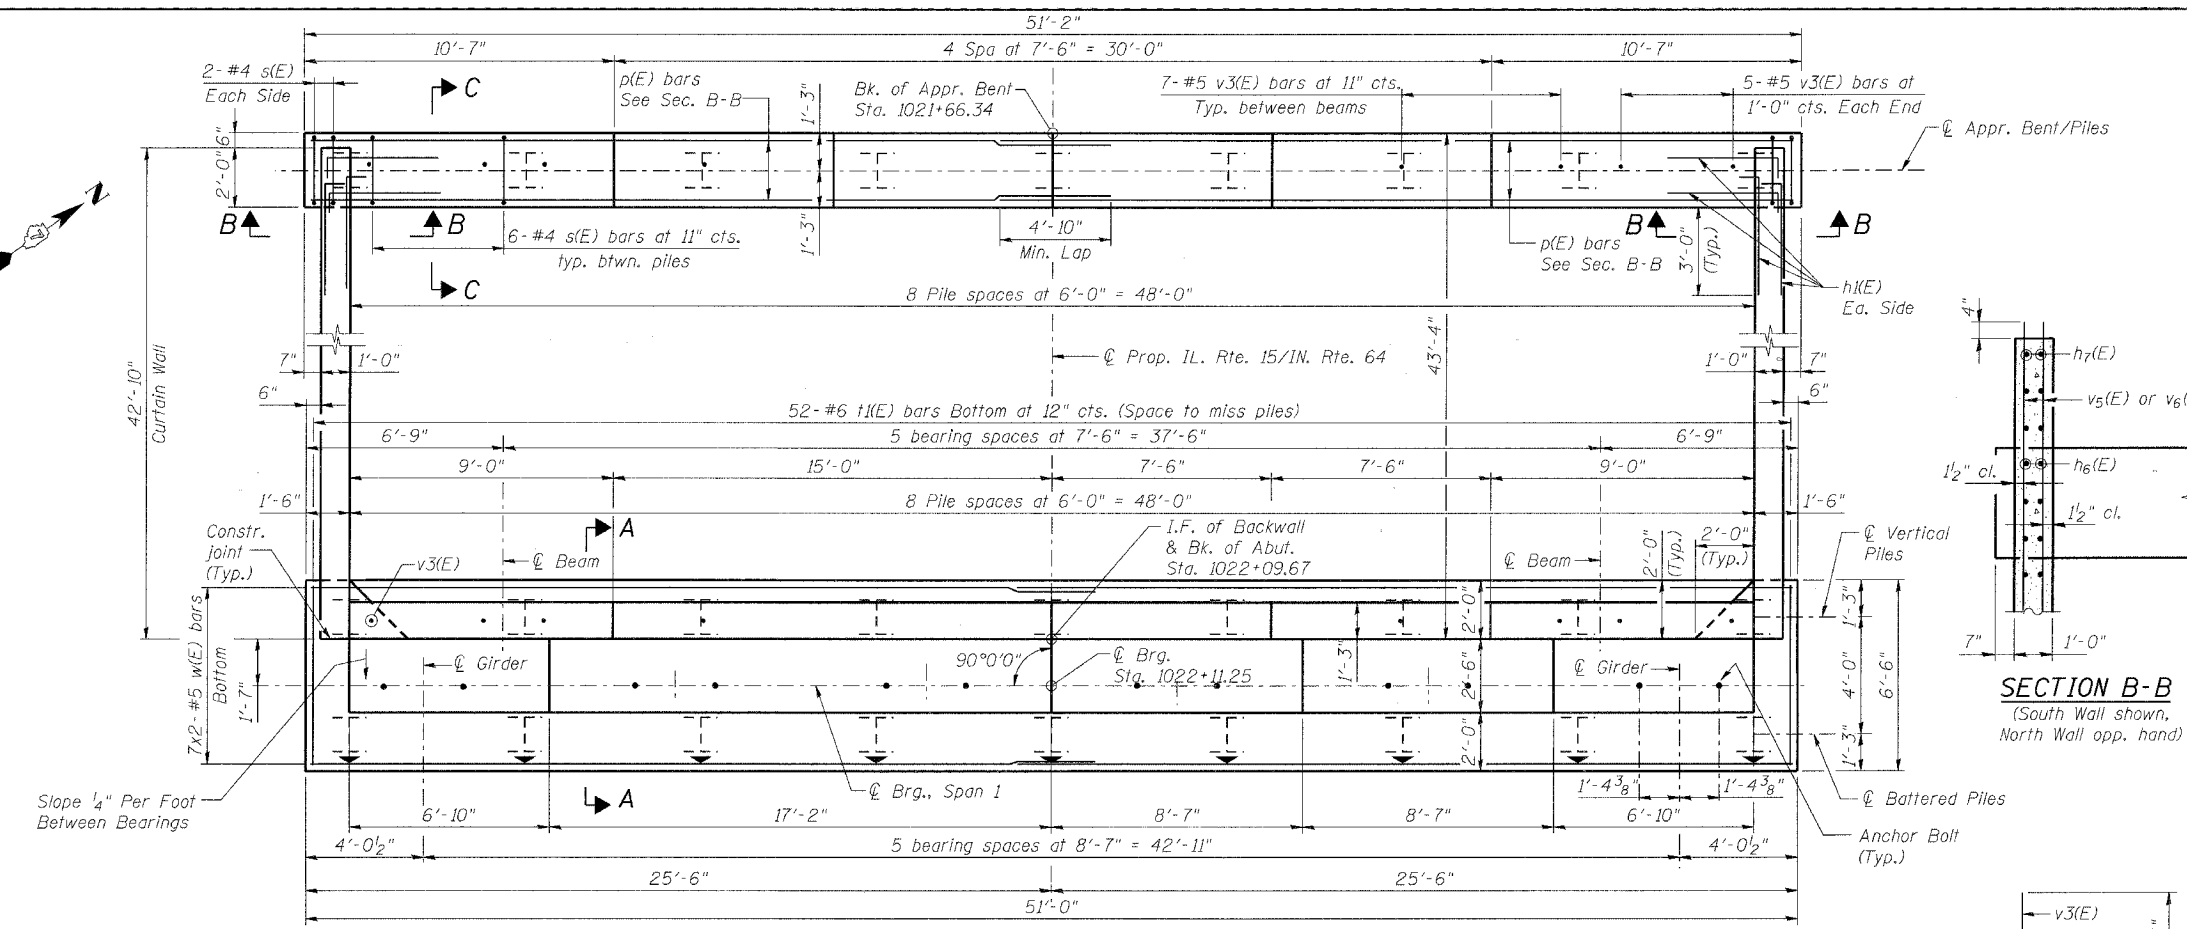 51'-2"
10'-7"
4 Spa at 7'-6" = 30'-0"
10'-7"
2-#4 s(E)
Each Side
C
p(E) bars
See Sec. B-B
1'-3"
Bk. of Appr. Bent
Sta. 1021+66.34
7-#5 v3(E) bars at 11" cts.
Typ. between beams
5-#5 v3(E) bars at
1'-0" cts. Each End
℄ Appr. Bent/Piles
6"
2'-0"
N
B
B
6-#4 s(E) bars at 11" cts.
typ. btwn. piles
1'-3"
4'-10"
Min. Lap
p(E) bars
See Sec. B-B
B
B
3'-0"
(Typ.)
C
8 Pile spaces at 6'-0" = 48'-0"
h1(E)
Ea. Side
42'-10"
Curtain Wall
7"
1'-0"
℄ Prop. IL. Rte. 15/IN. Rte. 64
43'-4"
1'-0"
7"
6"
6"
52-#6 t1(E) bars Bottom at 12" cts. (Space to miss piles)
6'-9"
5 bearing spaces at 7'-6" = 37'-6"
6'-9"
9'-0"
15'-0"
7'-6"
7'-6"
9'-0"
1'-6"
8 Pile spaces at 6'-0" = 48'-0"
1'-6"
Constr.
joint
(Typ.)
A
v3(E)
℄ Beam
I.F. of Backwall
& Bk. of Abut.
Sta. 1022+09.67
℄ Beam
2'-0"
(Typ.)
2'-0"
(Typ.)
℄ Vertical
Piles
7x2-#5 w(E) bars
Bottom
1'-7"
℄ Girder
90°0'0"
℄ Brg.
Sta. 1022+11.25
1'-3"
2'-0"
2'-6"
2'-0"
℄ Girder
1'-3"
4'-0"
1'-3"
6'-6"
Slope 1/4" Per Foot
Between Bearings
A
℄ Brg., Span 1
1'-4 3/8"
1'-4 3/8"
℄ Battered Piles
Anchor Bolt
(Typ.)
6'-10"
17'-2"
8'-7"
8'-7"
6'-10"
4'-0 1/2"
5 bearing spaces at 8'-7" = 42'-11"
4'-0 1/2"
25'-6"
25'-6"
51'-0"
4"
h7(E)
v5(E) or v6(
h6(E)
1 1/2" cl.
1 1/2" cl.
7"
1'-0"
SECTION B-B
(South Wall shown,
North Wall opp. hand)
v3(E)